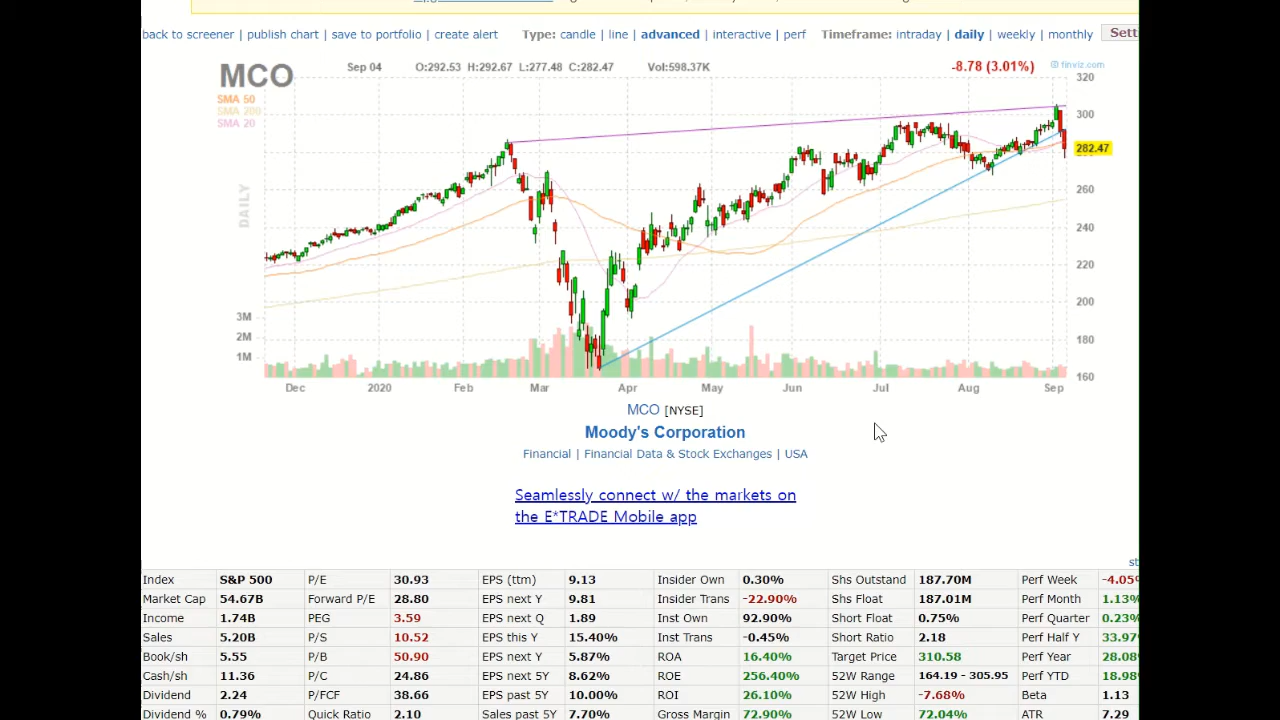 back to screener | publish chart | save to portfolio | create alert Type: candle | line | advanced | interactive | perf Timeframe: intraday | daily | weekly | monthly
MCO Sep 04 O:292.53 H:292.67 L:277.48 C:282.47 Vol:598.37K -8.78 (3.01%) © finviz.com
SMA 50
SMA 200
SMA 20
DAILY
320
300
282.47
260
240
220
200
180
160
3M
2M
1M
Dec 2020 Feb Mar Apr May Jun Jul Aug Sep
MCO [NYSE]
Moody's Corporation
Financial | Financial Data & Stock Exchanges | USA
Seamlessly connect w/ the markets on
the E*TRADE Mobile app
Index S&P 500 P/E 30.93 EPS (ttm) 9.13 Insider Own 0.30% Shs Outstand 187.70M Perf Week -4.05%
Market Cap 54.67B Forward P/E 28.80 EPS next Y 9.81 Insider Trans -22.90% Shs Float 187.01M Perf Month 1.13%
Income 1.74B PEG 3.59 EPS next Q 1.89 Inst Own 92.90% Short Float 0.75% Perf Quarter 0.23%
Sales 5.20B P/S 10.52 EPS this Y 15.40% Inst Trans -0.45% Short Ratio 2.18 Perf Half Y 33.97%
Book/sh 5.55 P/B 50.90 EPS next Y 5.87% ROA 16.40% Target Price 310.58 Perf Year 28.08%
Cash/sh 11.36 P/C 24.86 EPS next 5Y 8.62% ROE 256.40% 52W Range 164.19 - 305.95 Perf YTD 18.98%
Dividend 2.24 P/FCF 38.66 EPS past 5Y 10.00% ROI 26.10% 52W High -7.68% Beta 1.13
Dividend % 0.79% Quick Ratio 2.10 Sales past 5Y 7.70% Gross Margin 72.90% 52W Low 72.04% ATR 7.29